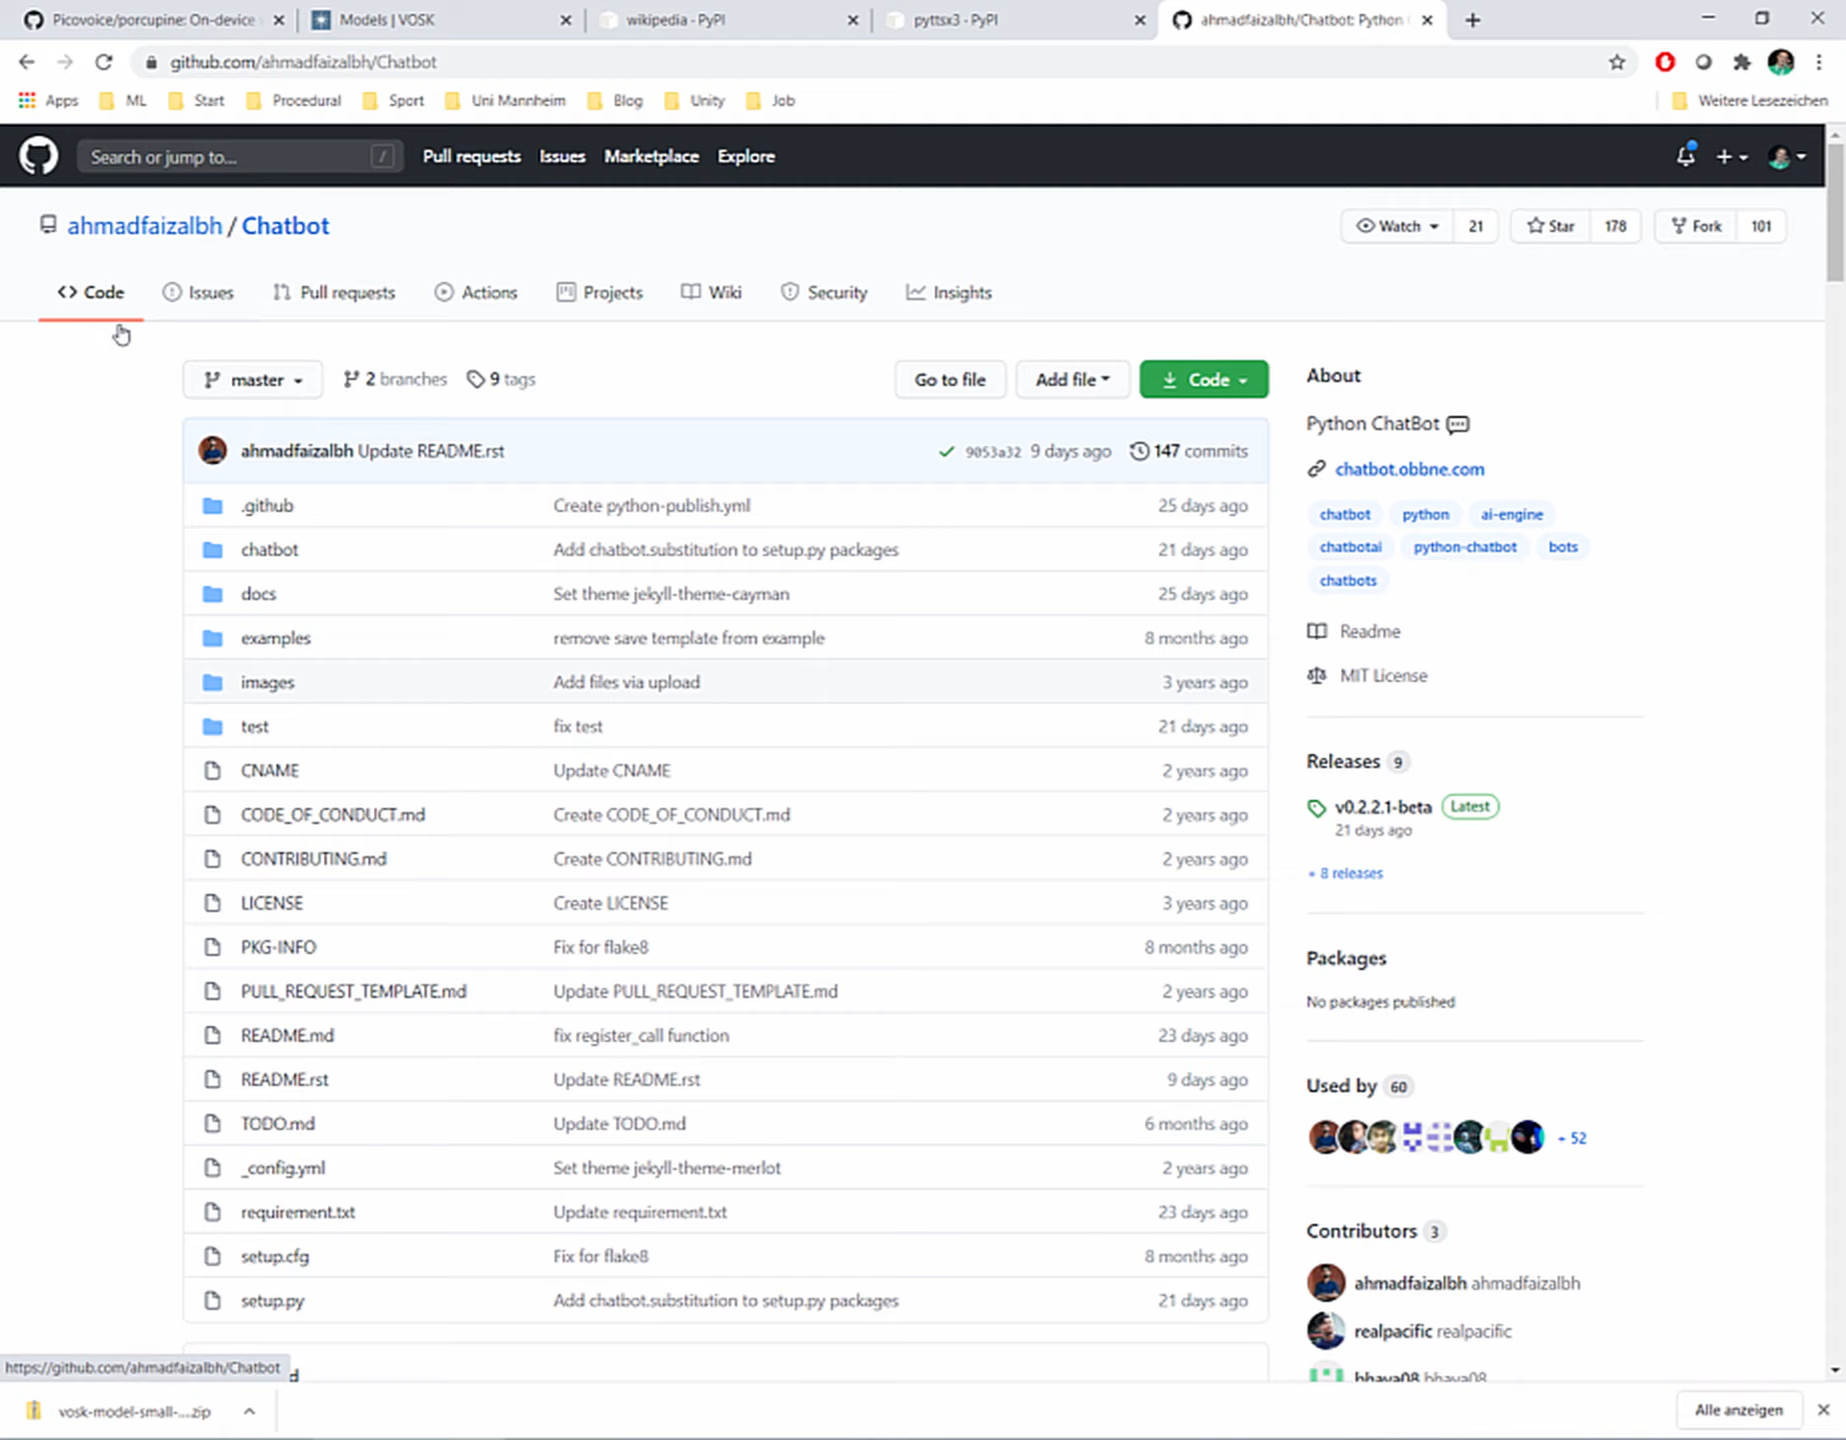 Picovoice/porcupine: On-device
Models | VOSK
wikipedia · PyPI
pyttsx3 · PyPI
ahmadfaizalbh/Chatbot: Python
github.com/ahmadfaizalbh/Chatbot
Apps ML Start Procedural Sport Uni Mannheim Blog Unity Job Weitere Lesezeichen
Search or jump to... / Pull requests Issues Marketplace Explore
ahmadfaizalbh / Chatbot Watch 21 Star 178 Fork 101
Code Issues Pull requests Actions Projects Wiki Security Insights
master 2 branches 9 tags Go to file Add file Code
ahmadfaizalbh Update README.rst 9053a32 9 days ago 147 commits
.github Create python-publish.yml 25 days ago
chatbot Add chatbot.substitution to setup.py packages 21 days ago
docs Set theme jekyll-theme-cayman 25 days ago
examples remove save template from example 8 months ago
images Add files via upload 3 years ago
test fix test 21 days ago
CNAME Update CNAME 2 years ago
CODE_OF_CONDUCT.md Create CODE_OF_CONDUCT.md 2 years ago
CONTRIBUTING.md Create CONTRIBUTING.md 2 years ago
LICENSE Create LICENSE 3 years ago
PKG-INFO Fix for flake8 8 months ago
PULL_REQUEST_TEMPLATE.md Update PULL_REQUEST_TEMPLATE.md 2 years ago
README.md fix register_call function 23 days ago
README.rst Update README.rst 9 days ago
TODO.md Update TODO.md 6 months ago
_config.yml Set theme jekyll-theme-merlot 2 years ago
requirement.txt Update requirement.txt 23 days ago
setup.cfg Fix for flake8 8 months ago
setup.py Add chatbot.substitution to setup.py packages 21 days ago
About
Python ChatBot
chatbot.obbne.com
chatbot python ai-engine
chatbotai python-chatbot bots
chatbots
Readme
MIT License
Releases 9
v0.2.2.1-beta Latest
21 days ago
+ 8 releases
Packages
No packages published
Used by 60
+ 52
Contributors 3
ahmadfaizalbh ahmadfaizalbh
realpacific realpacific
bhava08 bhava08
https://github.com/ahmadfaizalbh/Chatbot
vosk-model-small-....zip
Alle anzeigen